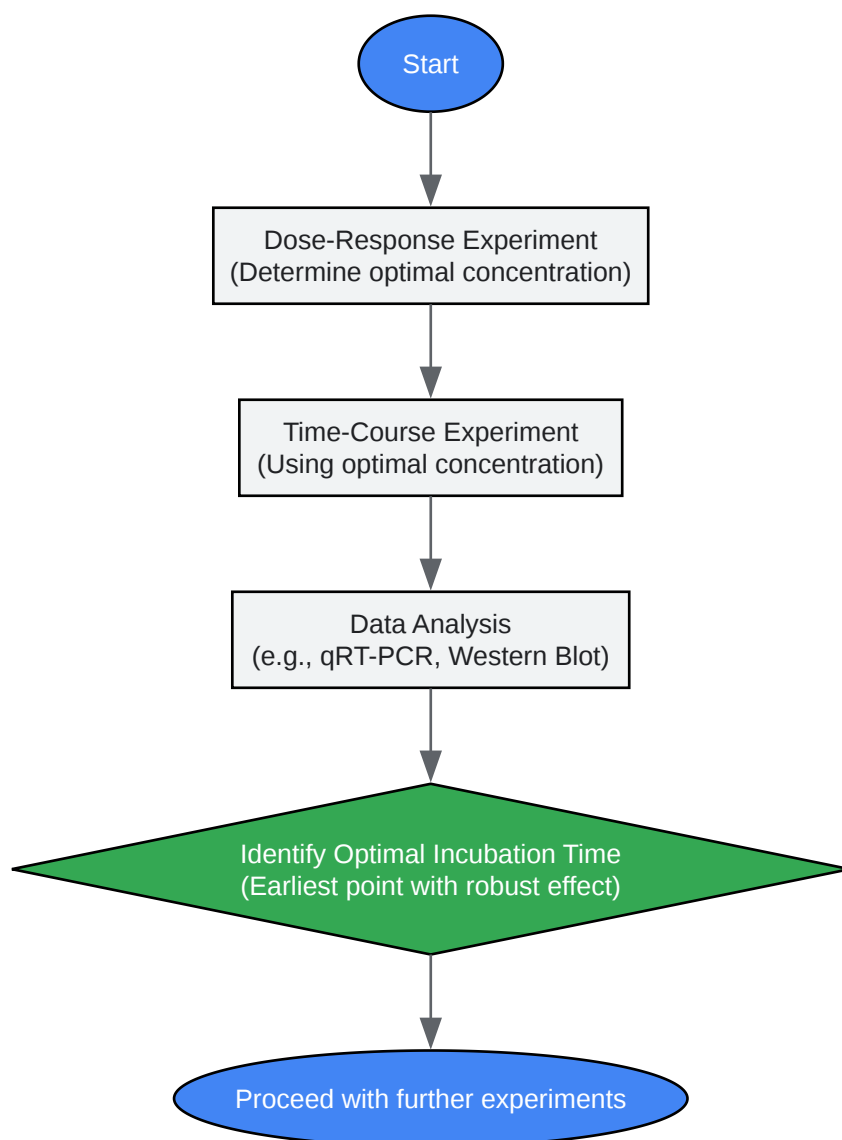 Start
Dose-Response Experiment
(Determine optimal concentration)
Time-Course Experiment
(Using optimal concentration)
Data Analysis
(e.g., qRT-PCR, Western Blot)
Identify Optimal Incubation Time
(Earliest point with robust effect)
Proceed with further experiments